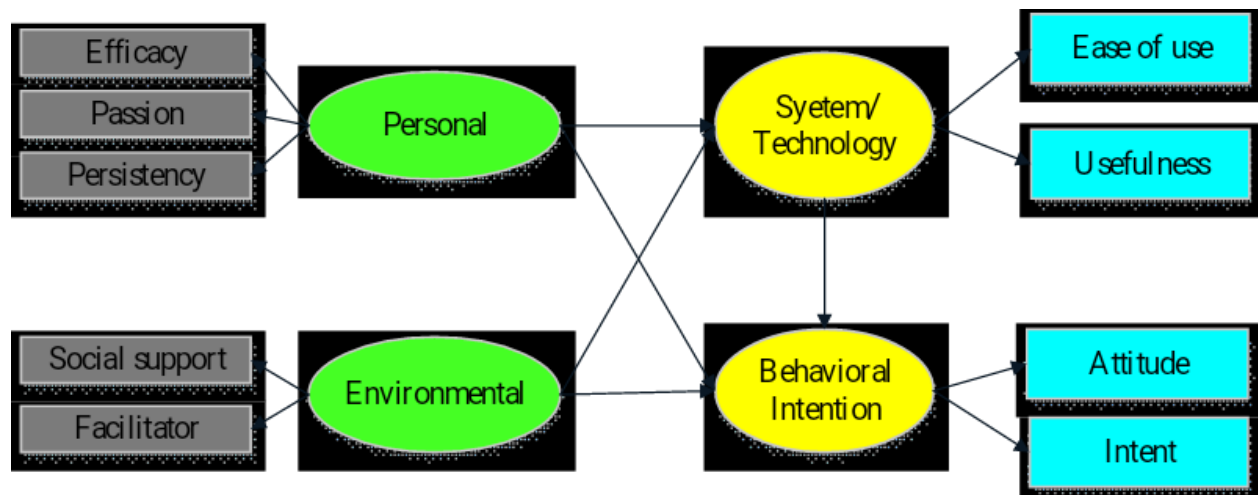 Efficacy
Passion
Persistency
Personal
Syetem/
Technology
Ease of use
Usefulness
Social support
Facilitator
Environmental
Behavioral
Intention
Attitude
Intent